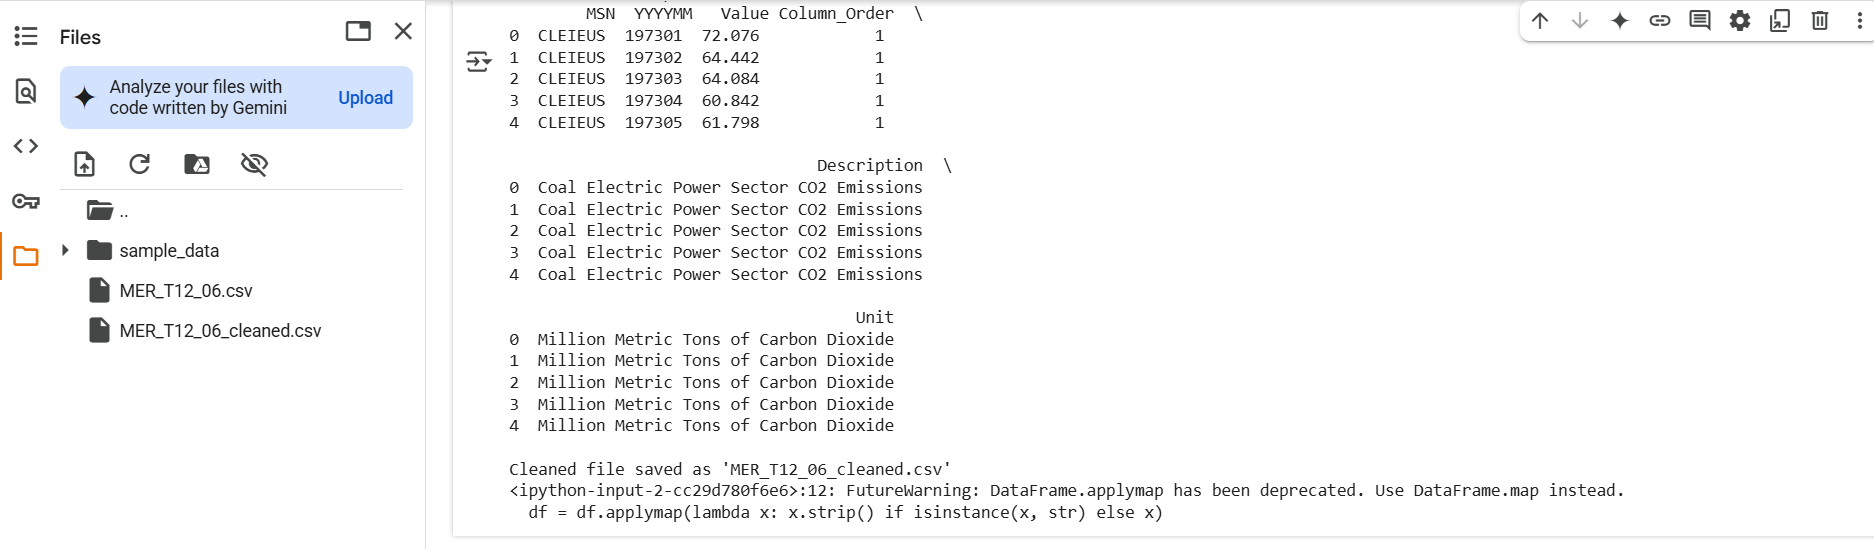 Files
Analyze your files with
code written by Gemini
Upload
..
sample_data
MER_T12_06.csv
MER_T12_06_cleaned.csv
MSN  YYYYMM   Value Column_Order  \
0  CLEIEUS  197301  72.076            1
1  CLEIEUS  197302  64.442            1
2  CLEIEUS  197303  64.084            1
3  CLEIEUS  197304  60.842            1
4  CLEIEUS  197305  61.798            1
Description  \
0  Coal Electric Power Sector CO2 Emissions
1  Coal Electric Power Sector CO2 Emissions
2  Coal Electric Power Sector CO2 Emissions
3  Coal Electric Power Sector CO2 Emissions
4  Coal Electric Power Sector CO2 Emissions
Unit
0  Million Metric Tons of Carbon Dioxide
1  Million Metric Tons of Carbon Dioxide
2  Million Metric Tons of Carbon Dioxide
3  Million Metric Tons of Carbon Dioxide
4  Million Metric Tons of Carbon Dioxide
Cleaned file saved as 'MER_T12_06_cleaned.csv'
<ipython-input-2-cc29d780f6e6>:12: FutureWarning: DataFrame.applymap has been deprecated. Use DataFrame.map instead.
df = df.applymap(lambda x: x.strip() if isinstance(x, str) else x)